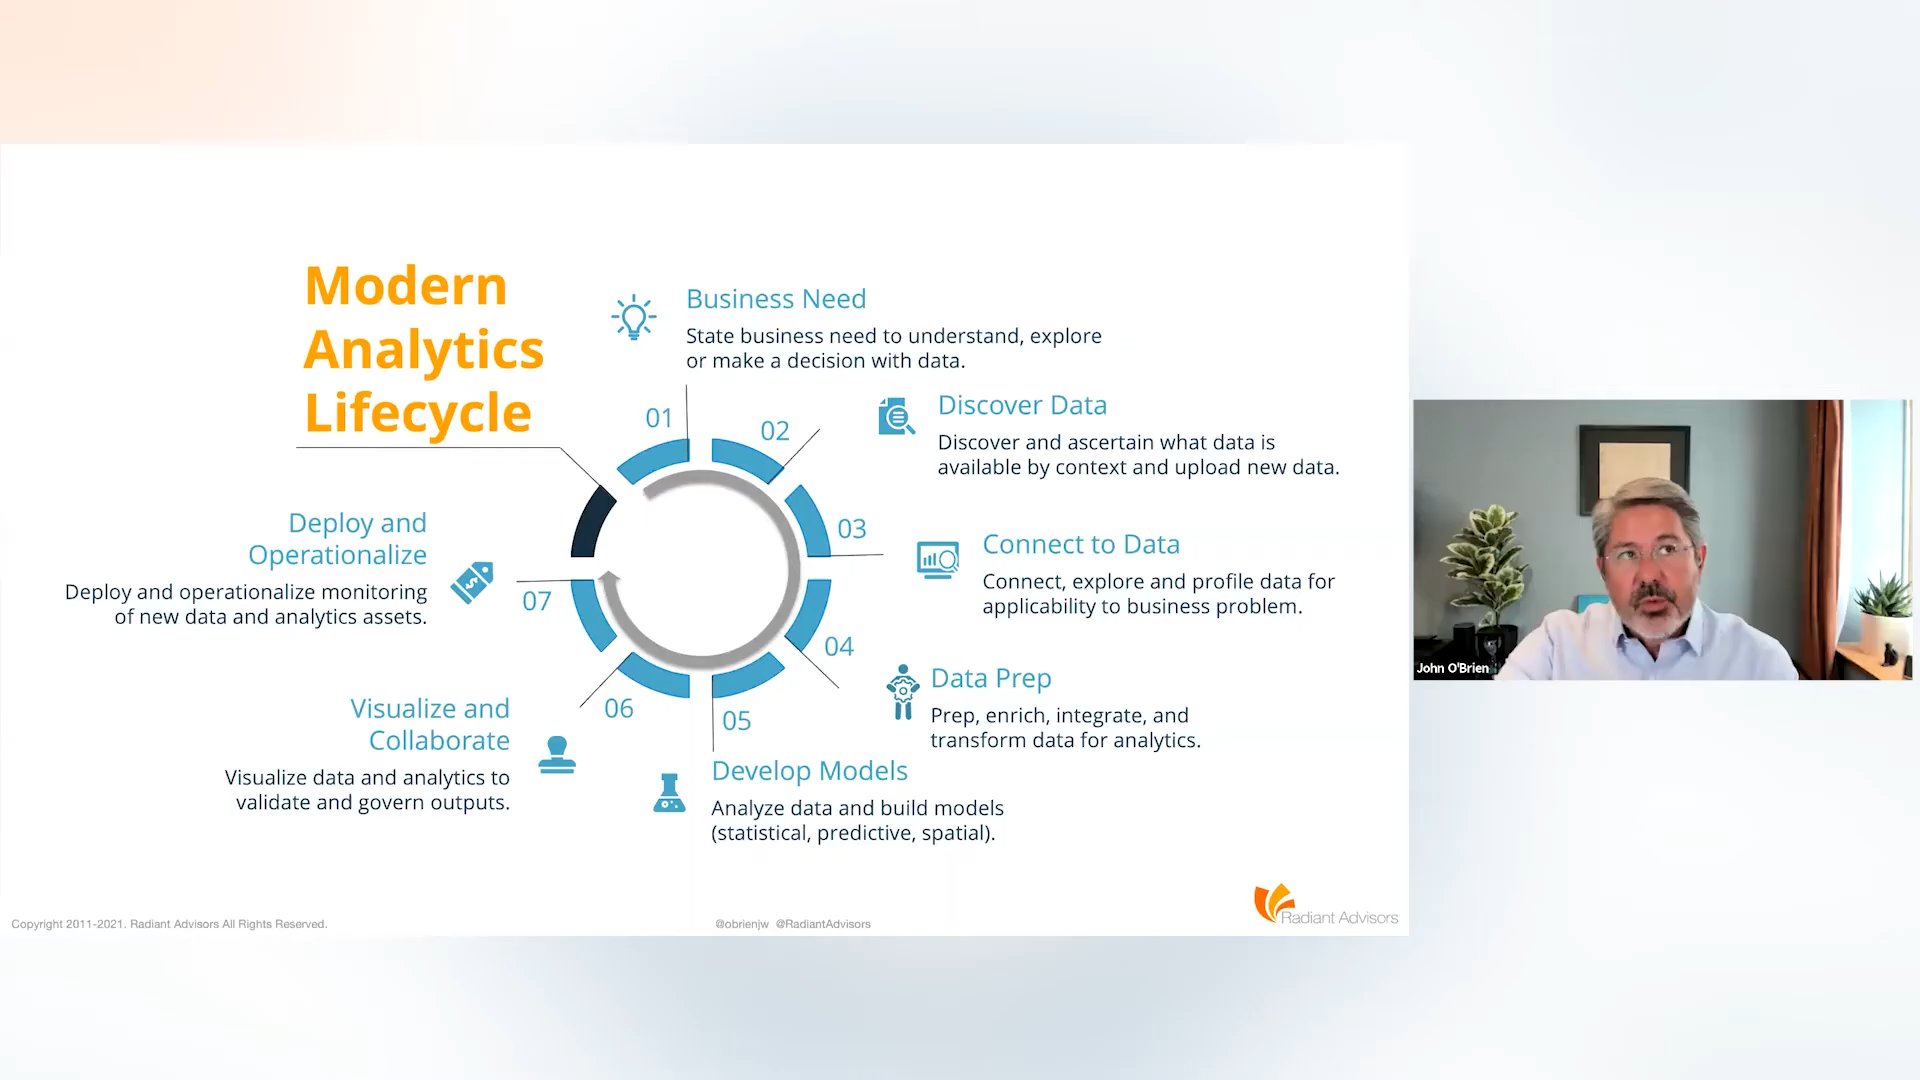 Modern
Analytics
Lifecycle
Business Need
State business need to understand, explore
or make a decision with data.
01
02
Discover Data
Discover and ascertain what data is
available by context and upload new data.
03
Connect to Data
Connect, explore and profile data for
applicability to business problem.
04
Data Prep
Prep, enrich, integrate, and
transform data for analytics.
05
Develop Models
Analyze data and build models
(statistical, predictive, spatial).
06
Visualize and
Collaborate
Visualize data and analytics to
validate and govern outputs.
07
Deploy and
Operationalize
Deploy and operationalize monitoring
of new data and analytics assets.
$
John O'Brien
Copyright 2011-2021. Radiant Advisors All Rights Reserved.
@obrienjw @RadiantAdvisors
Radiant Advisors